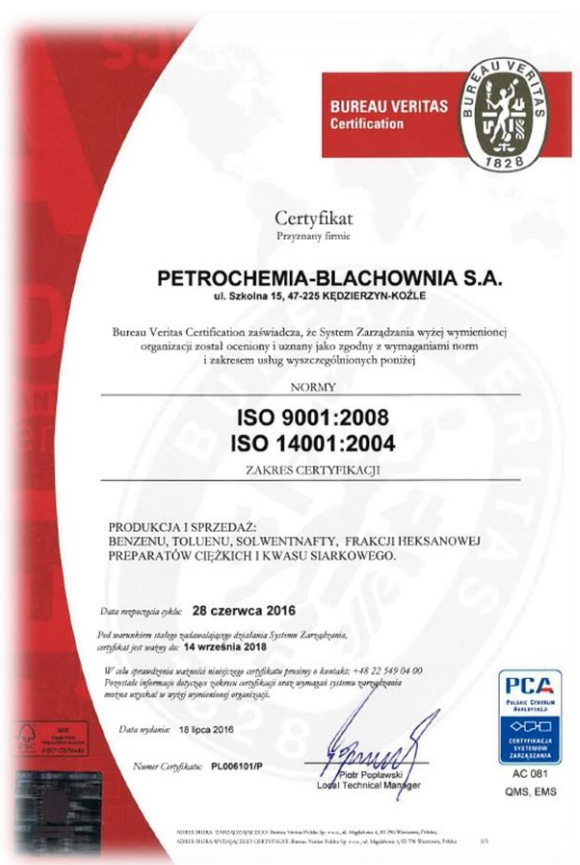 BUREAU VERITAS
Certification
BUREAU VERITAS
1828
Certyfikat
Przyznany firmie
PETROCHEMIA-BLACHOWNIA S.A.
ul. Szkolna 15, 47-225 KĘDZIERZYN-KOŹLE
Bureau Veritas Certification zaświadcza, że System Zarządzania wyżej wymienionej
organizacji został oceniony i uznany jako zgodny z wymaganiami norm
i zakresem usług wyszczególnionych poniżej
NORMY
ISO 9001:2008
ISO 14001:2004
ZAKRES CERTYFIKACJI
PRODUKCJA I SPRZEDAŻ:
BENZENU, TOLUENU, SOLWENTNAFTY, FRAKCJI HEKSANOWEJ
PREPARATÓW CIĘŻKICH I KWASU SIARKOWEGO.
Data rozpoczęcia cyklu: 28 czerwca 2016
Pod warunkiem stałego zadawalającego działania Systemu Zarządzania,
certyfikat jest ważny do: 14 września 2018
W celu sprawdzenia ważności niniejszego certyfikatu prosimy o kontakt: +48 22 549 04 00
Pozostałe informacje dotyczące zakresu certyfikacji oraz wymagań systemu zarządzania
można uzyskać w wyżej wymienionej organizacji.
Data wydania: 18 lipca 2016
Numer Certyfikatu: PL006101/P
Piotr Popławski
Local Technical Manager
PCA
POLSKIE CENTRUM
AKREDYTACJI
CERTYFIKACJA
SYSTEMÓW
ZARZĄDZANIA
AC 081
QMS, EMS
FSC
MIX
1/1